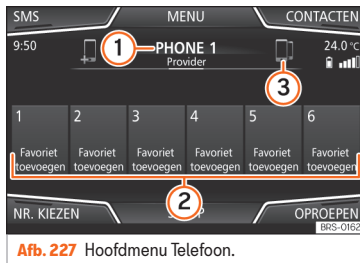 SMS MENU CONTACTEN
9:50 1 PHONE 1 24.0 °C
Provider
3
1 2 3 4 5 6
Favoriet Favoriet Favoriet Favoriet Favoriet Favoriet
toevoegen toevoegen toevoegen toevoegen toevoegen toevoegen
2
NR. KIEZEN OPROEPEN
BRS-0162
Afb. 227 Hoofdmenu Telefoon.